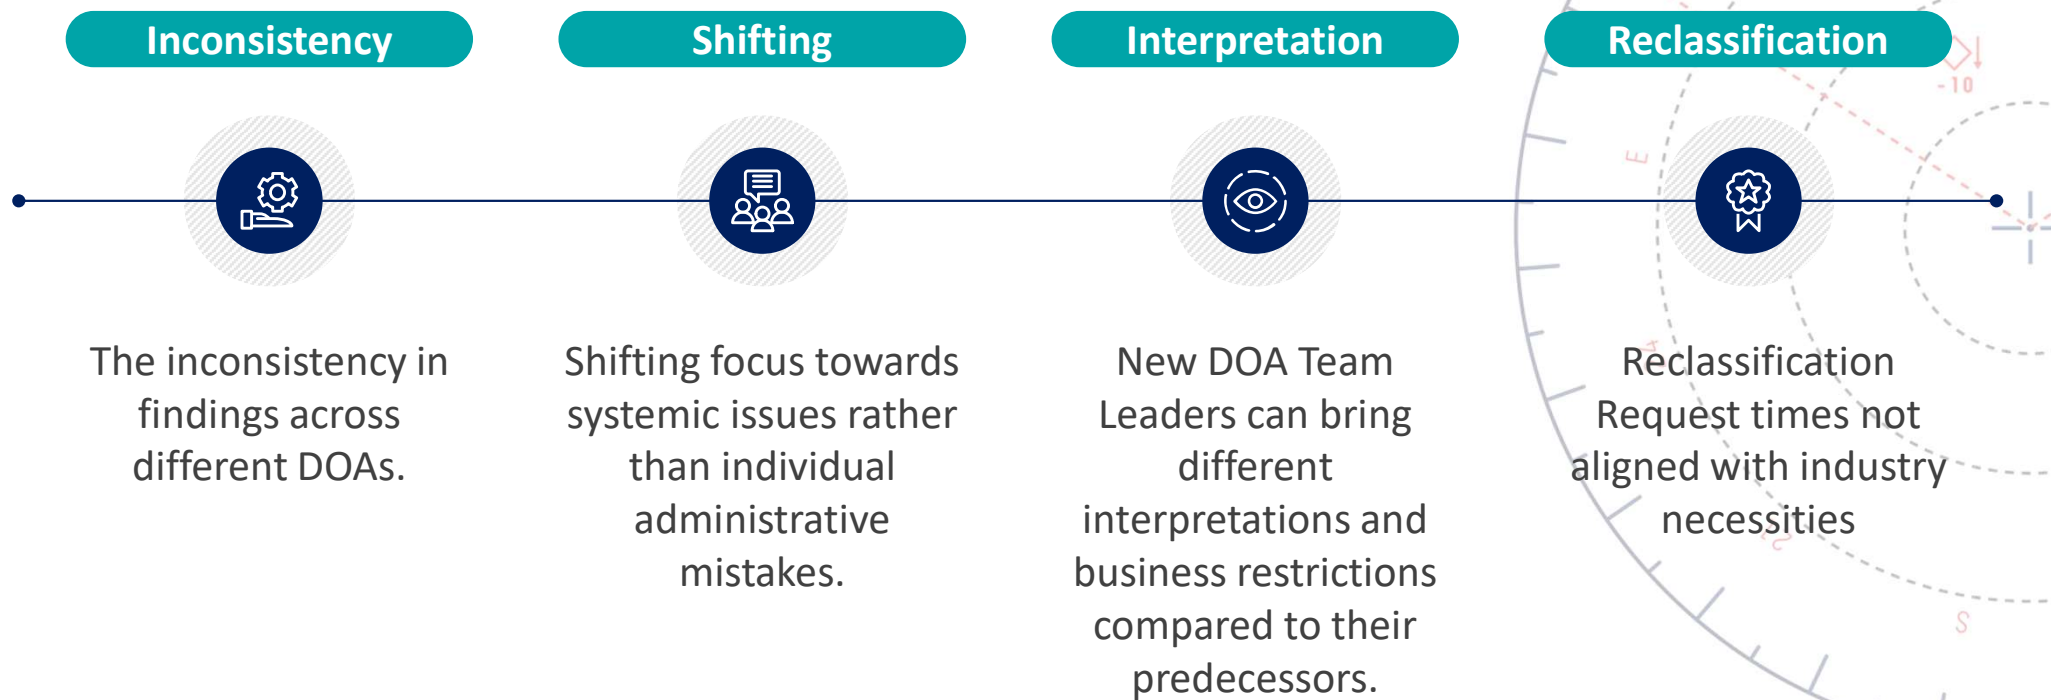 Inconsistency
Shifting
Interpretation
Reclassification
The inconsistency in
findings across
different DOAs.
Shifting focus towards
systemic issues rather
than individual
administrative
mistakes.
New DOA Team
Leaders can bring
different
interpretations and
business restrictions
compared to their
predecessors.
Reclassification
Request times not
aligned with industry
necessities
-10
E
S